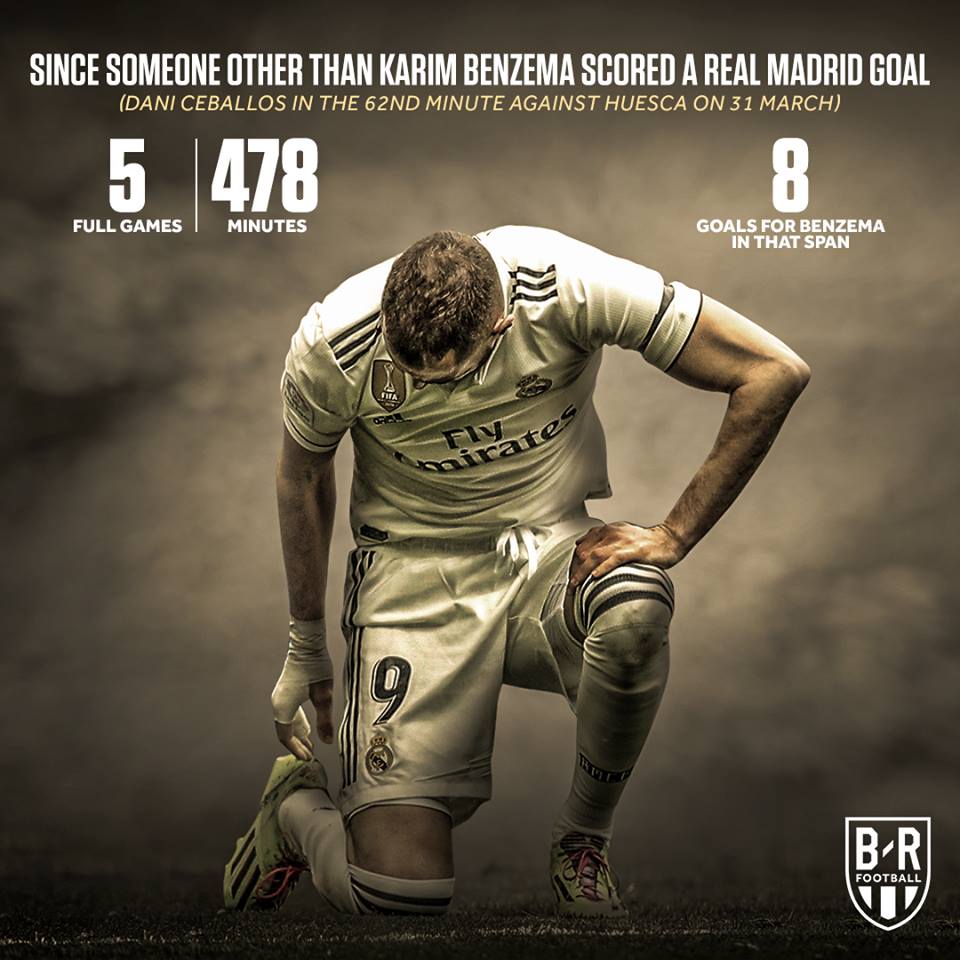 SINCE SOMEONE OTHER THAN KARIM BENZEMA SCORED A REAL MADRID GOAL
(DANI CEBALLOS IN THE 62ND MINUTE AGAINST HUESCA ON 31 MARCH)
5
FULL GAMES
478
MINUTES
8
GOALS FOR BENZEMA
IN THAT SPAN
FIFA
Fly
Emirates
9
B-R
FOOTBALL